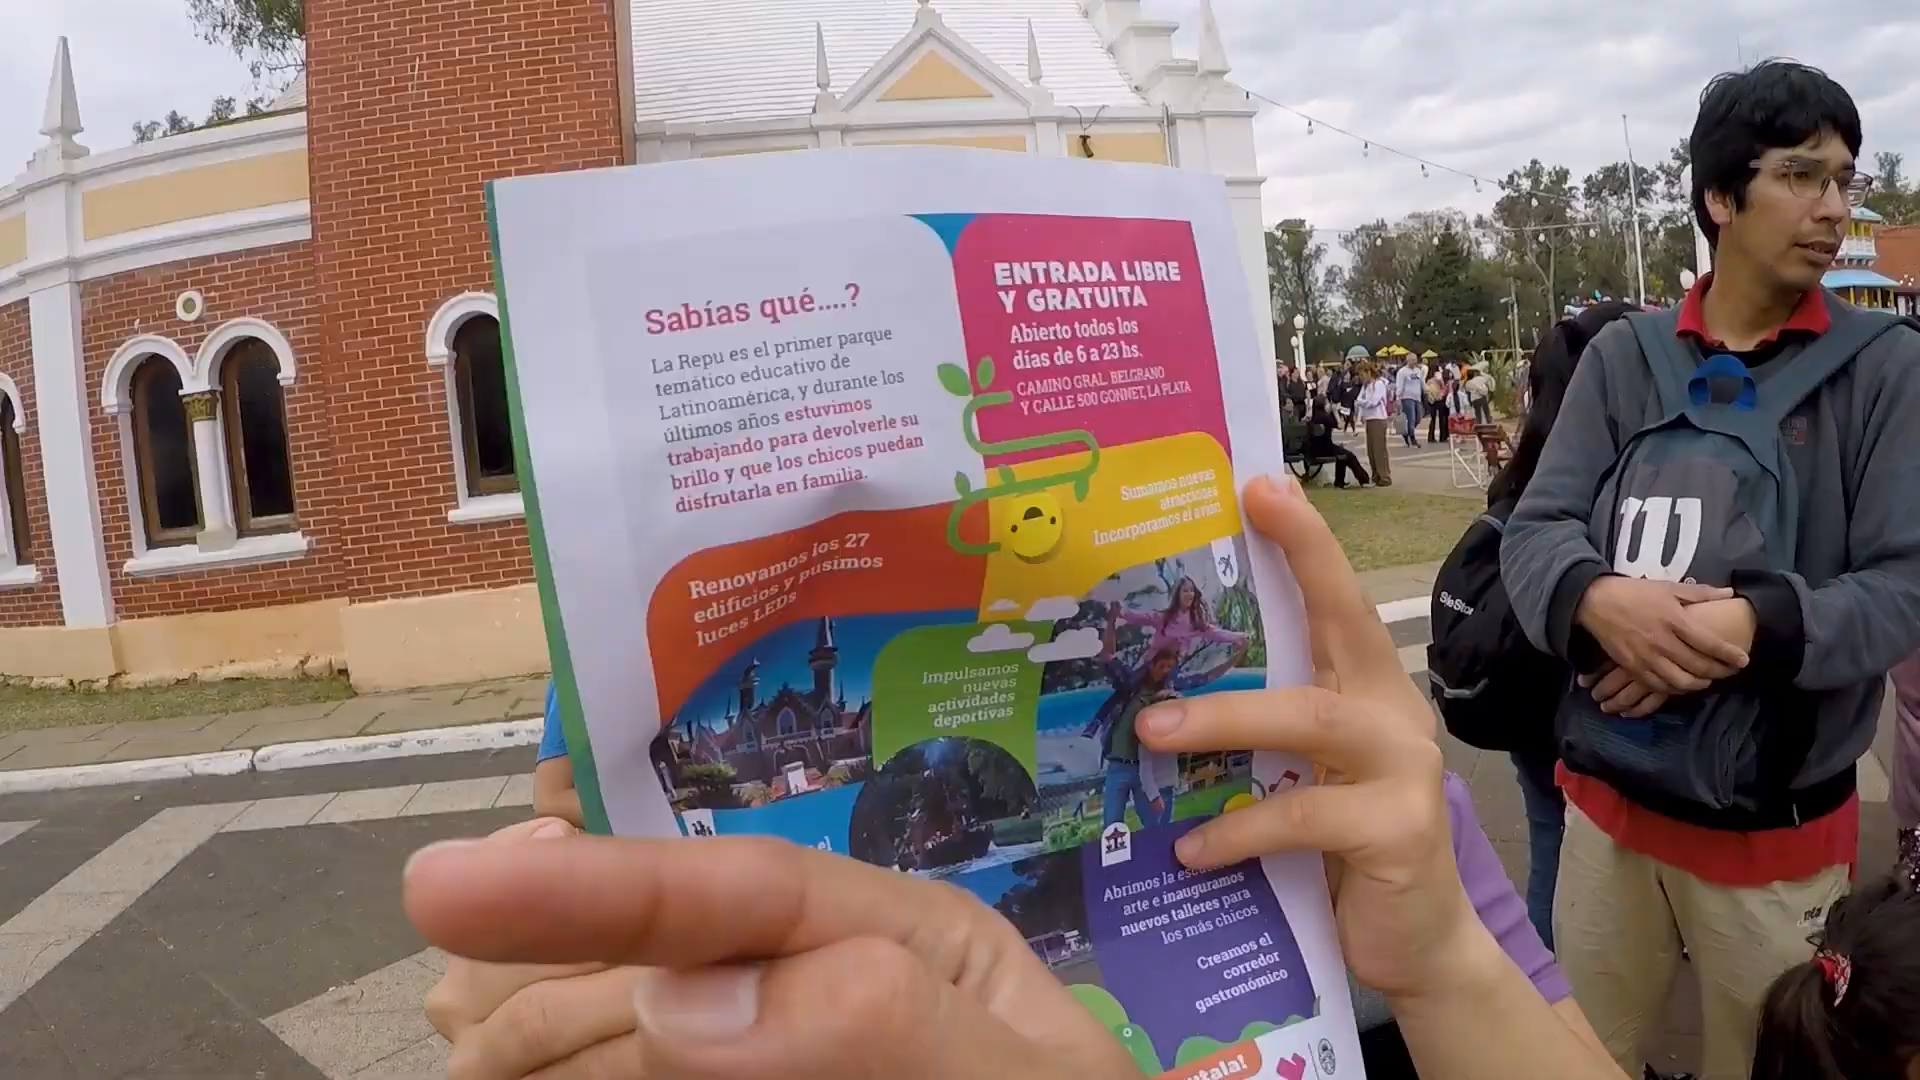 Sabías qué....?
La Repu es el primer parque
temático educativo de
Latinoamérica, y durante los
últimos años estuvimos
trabajando para devolverle su
brillo y que los chicos puedan
disfrutarla en familia.
ENTRADA LIBRE
Y GRATUITA
Abierto todos los
días de 6 a 23 hs.
CAMINO GRAL. BELGRANO
Y CALLE 500 GONNET, LA PLATA
Sumamos nuevas
atracciones
Incorporamos el avión
Renovamos los 27
edificios y pusimos
luces LEDs
Impulsamos
nuevas
actividades
deportivas
Abrimos la
arte e inauguramos
nuevos talleres para
los más chicos
Creamos el
corredor
gastronómico
W